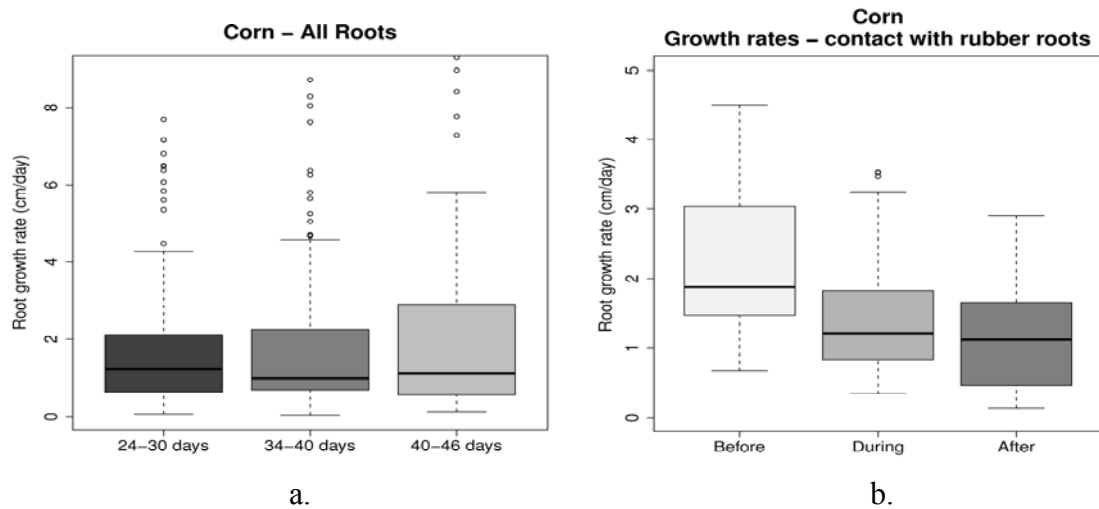 Corn – All Roots
Root growth rate (cm/day)
8
6
4
2
0
24–30 days
34–40 days
40–46 days
a.
Corn
Growth rates – contact with rubber roots
Root growth rate (cm/day)
5
4
3
2
1
0
Before
During
After
b.